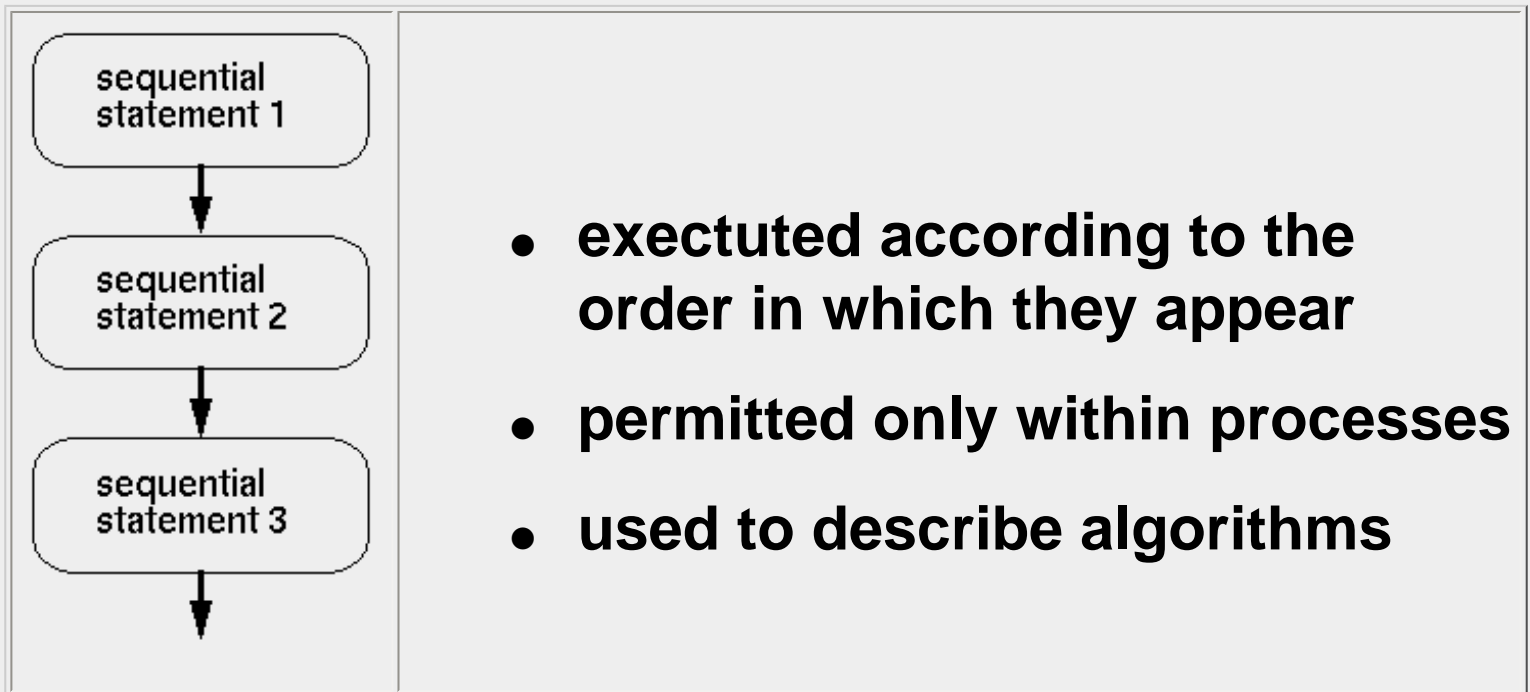 sequential
statement 1
sequential
statement 2
sequential
statement 3
• exectuted according to the
order in which they appear
• permitted only within processes
• used to describe algorithms